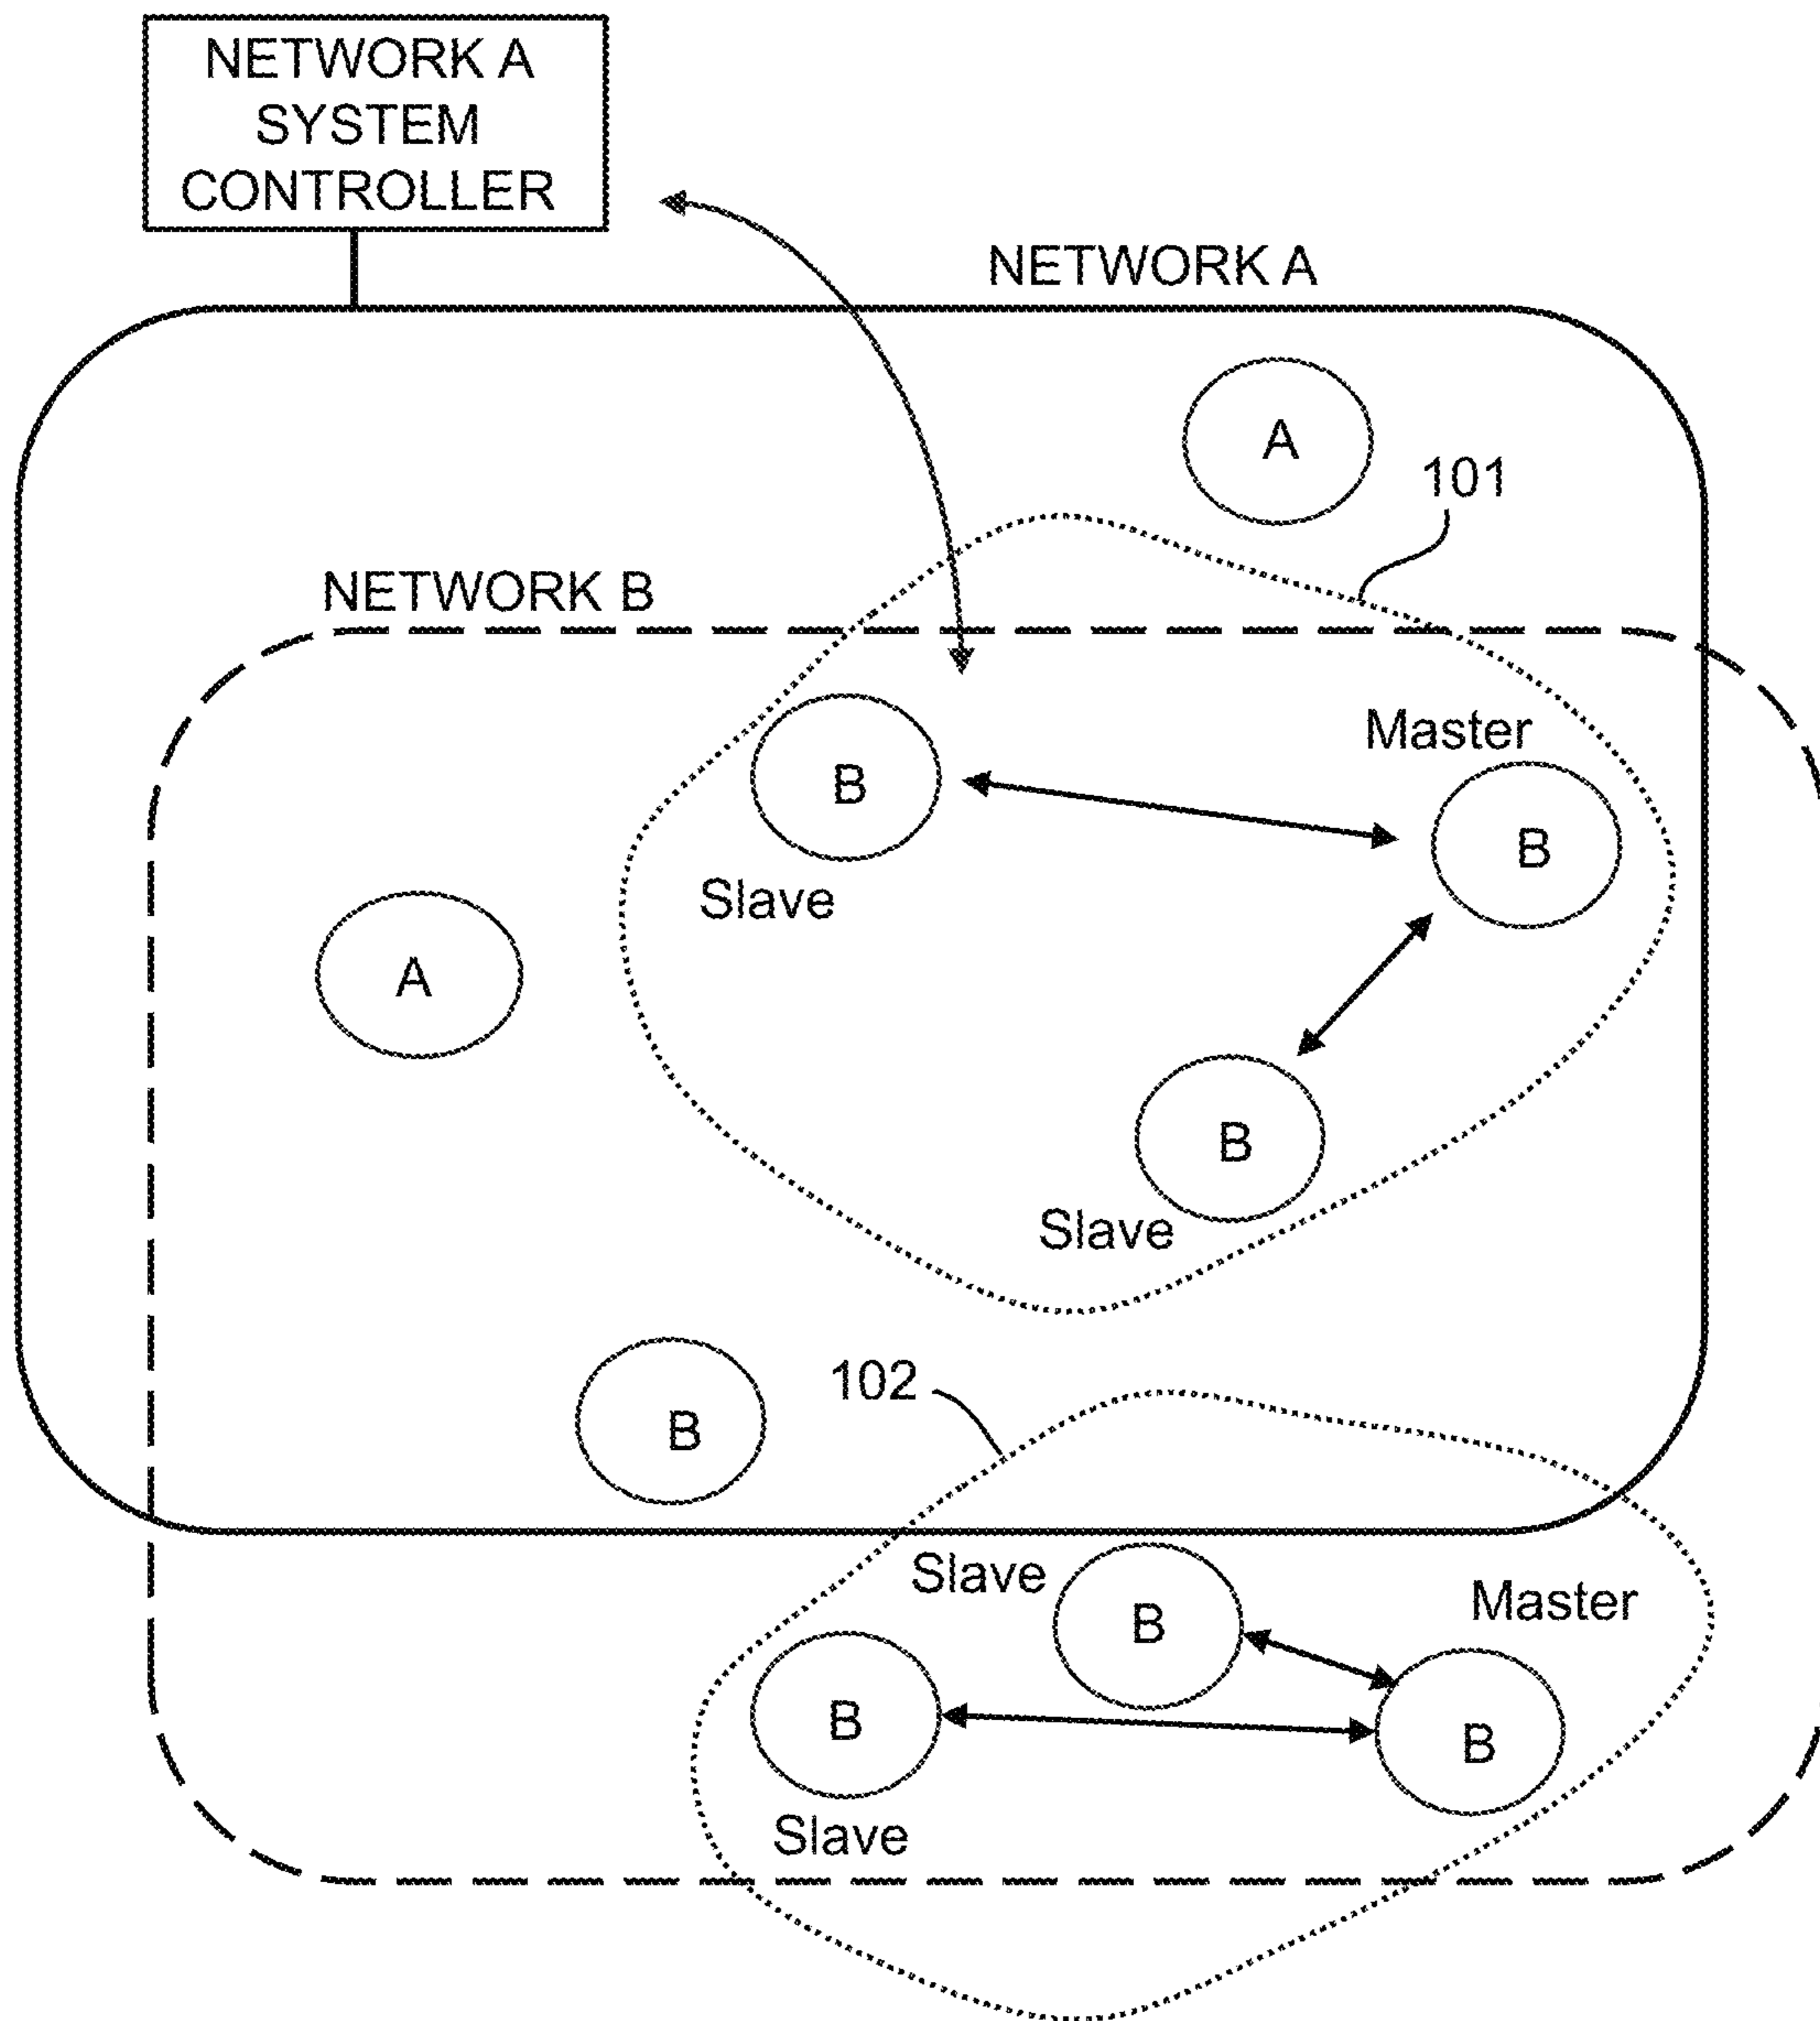 NETWORK A
SYSTEM
CONTROLLER
NETWORK A
A
101
NETWORK B
Master
B
B
Slave
A
B
Slave
102
B
Slave
B
Master
B
B
Slave